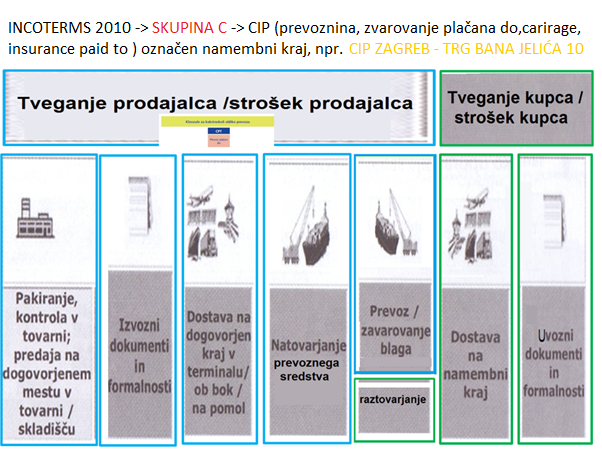 INCOTERMS 2010 -> SKUPINA C -> CIP (prevoznina, zvarovanje plačana do,carirage,
insurance paid to ) označen namembni kraj, npr. CIP ZAGREB - TRG BANA JELIĆA 10
Tveganje prodajalca /strošek prodajalca
CPT
Tveganje kupca /
strošek kupca
Pakiranje,
kontrola v
tovarni;
predaja na
dogovorjenem
mestu v
tovarni /
skladišču
Izvozni
dokumenti
in
formalnosti
Dostava na
dogovorjen
kraj v
terminalu/
ob bok /
na pomol
Natovarjanje
prevoznega
sredstva
Prevoz /
zavarovanje
blaga
raztovarjanje
Dostava
na
namembni
kraj
Uvozni
dokumenti
in
formalnosti